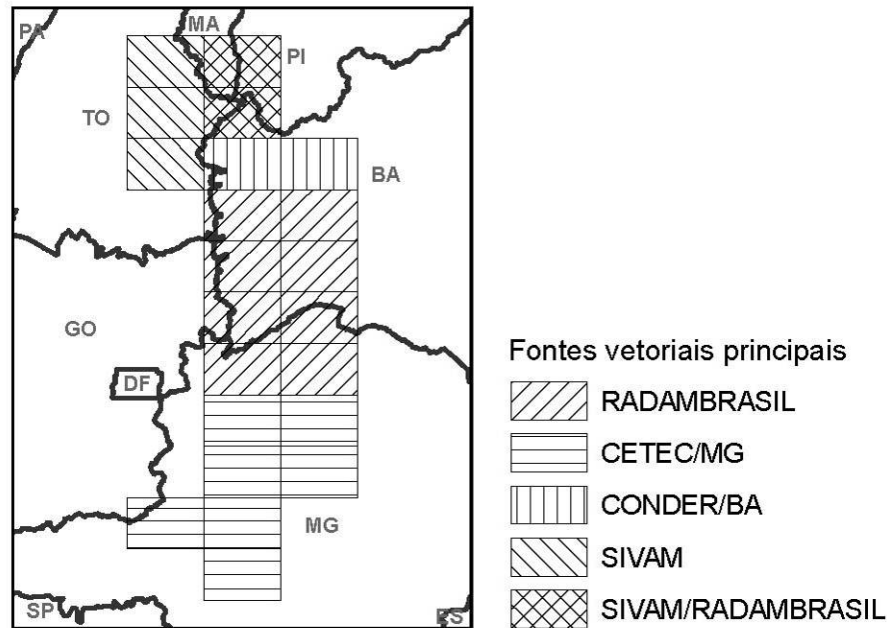 PA
MA
PI
TO
BA
GO
DF
MG
SP
ES
Fontes vetoriais principais
RADAMBRASIL
CETEC/MG
CONDER/BA
SIVAM
SIVAM/RADAMBRASIL